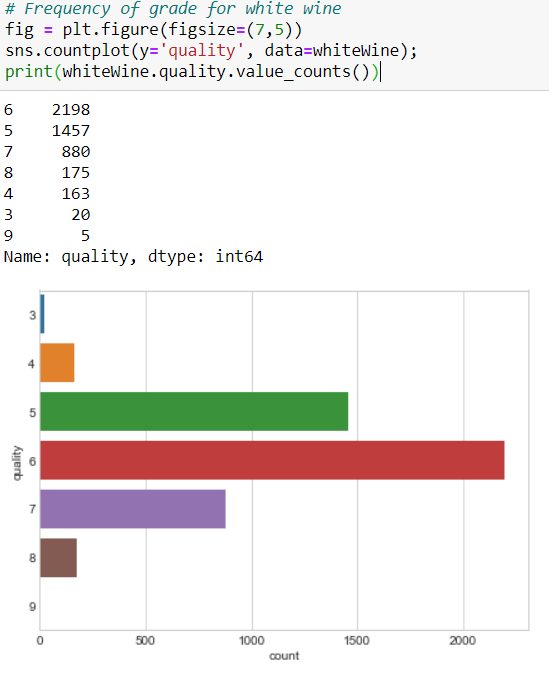 # Frequency of grade for white wine
fig = plt.figure(figsize=(7,5))
sns.countplot(y='quality', data=whiteWine);
print(whiteWine.quality.value_counts())
6    2198
5    1457
7     880
8     175
4     163
3      20
9       5
Name: quality, dtype: int64
3
4
5
quality
6
7
8
9
0 500 1000 1500 2000
count